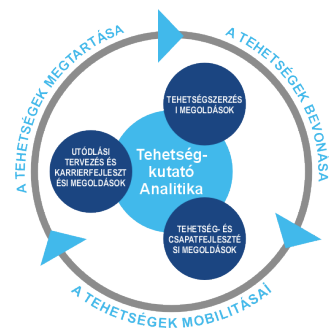 A TEHETSÉGEK MEGTARTÁSA
A TEHETSÉGEK BEVONÁSA
TEHETSÉGSZERZÉS
I MEGOLDÁSOK
Tehetség-
kutató
Analitika
UTÓDLÁSI
TERVEZÉS ÉS
KARRIERFEJLESZT
ÉSI MEGOLDÁSOK
TEHETSÉG- ÉS
CSAPATFEJLESZTÉ
SI MEGOLDÁSOK
A TEHETSÉGEK MOBILITÁSAÍ